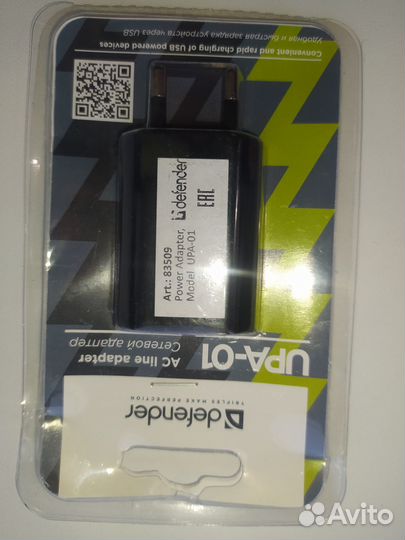 defender
TRIFLES MAKE PERFECTION
UPA-01
AC line adapter
Сетевой адаптер
Art.: 83509
Power Adapter,
Model UPA-01
defender
EAC
Convenient and rapid charging of USB powered devices
Удобная и быстрая зарядка устройств через USB
Avito